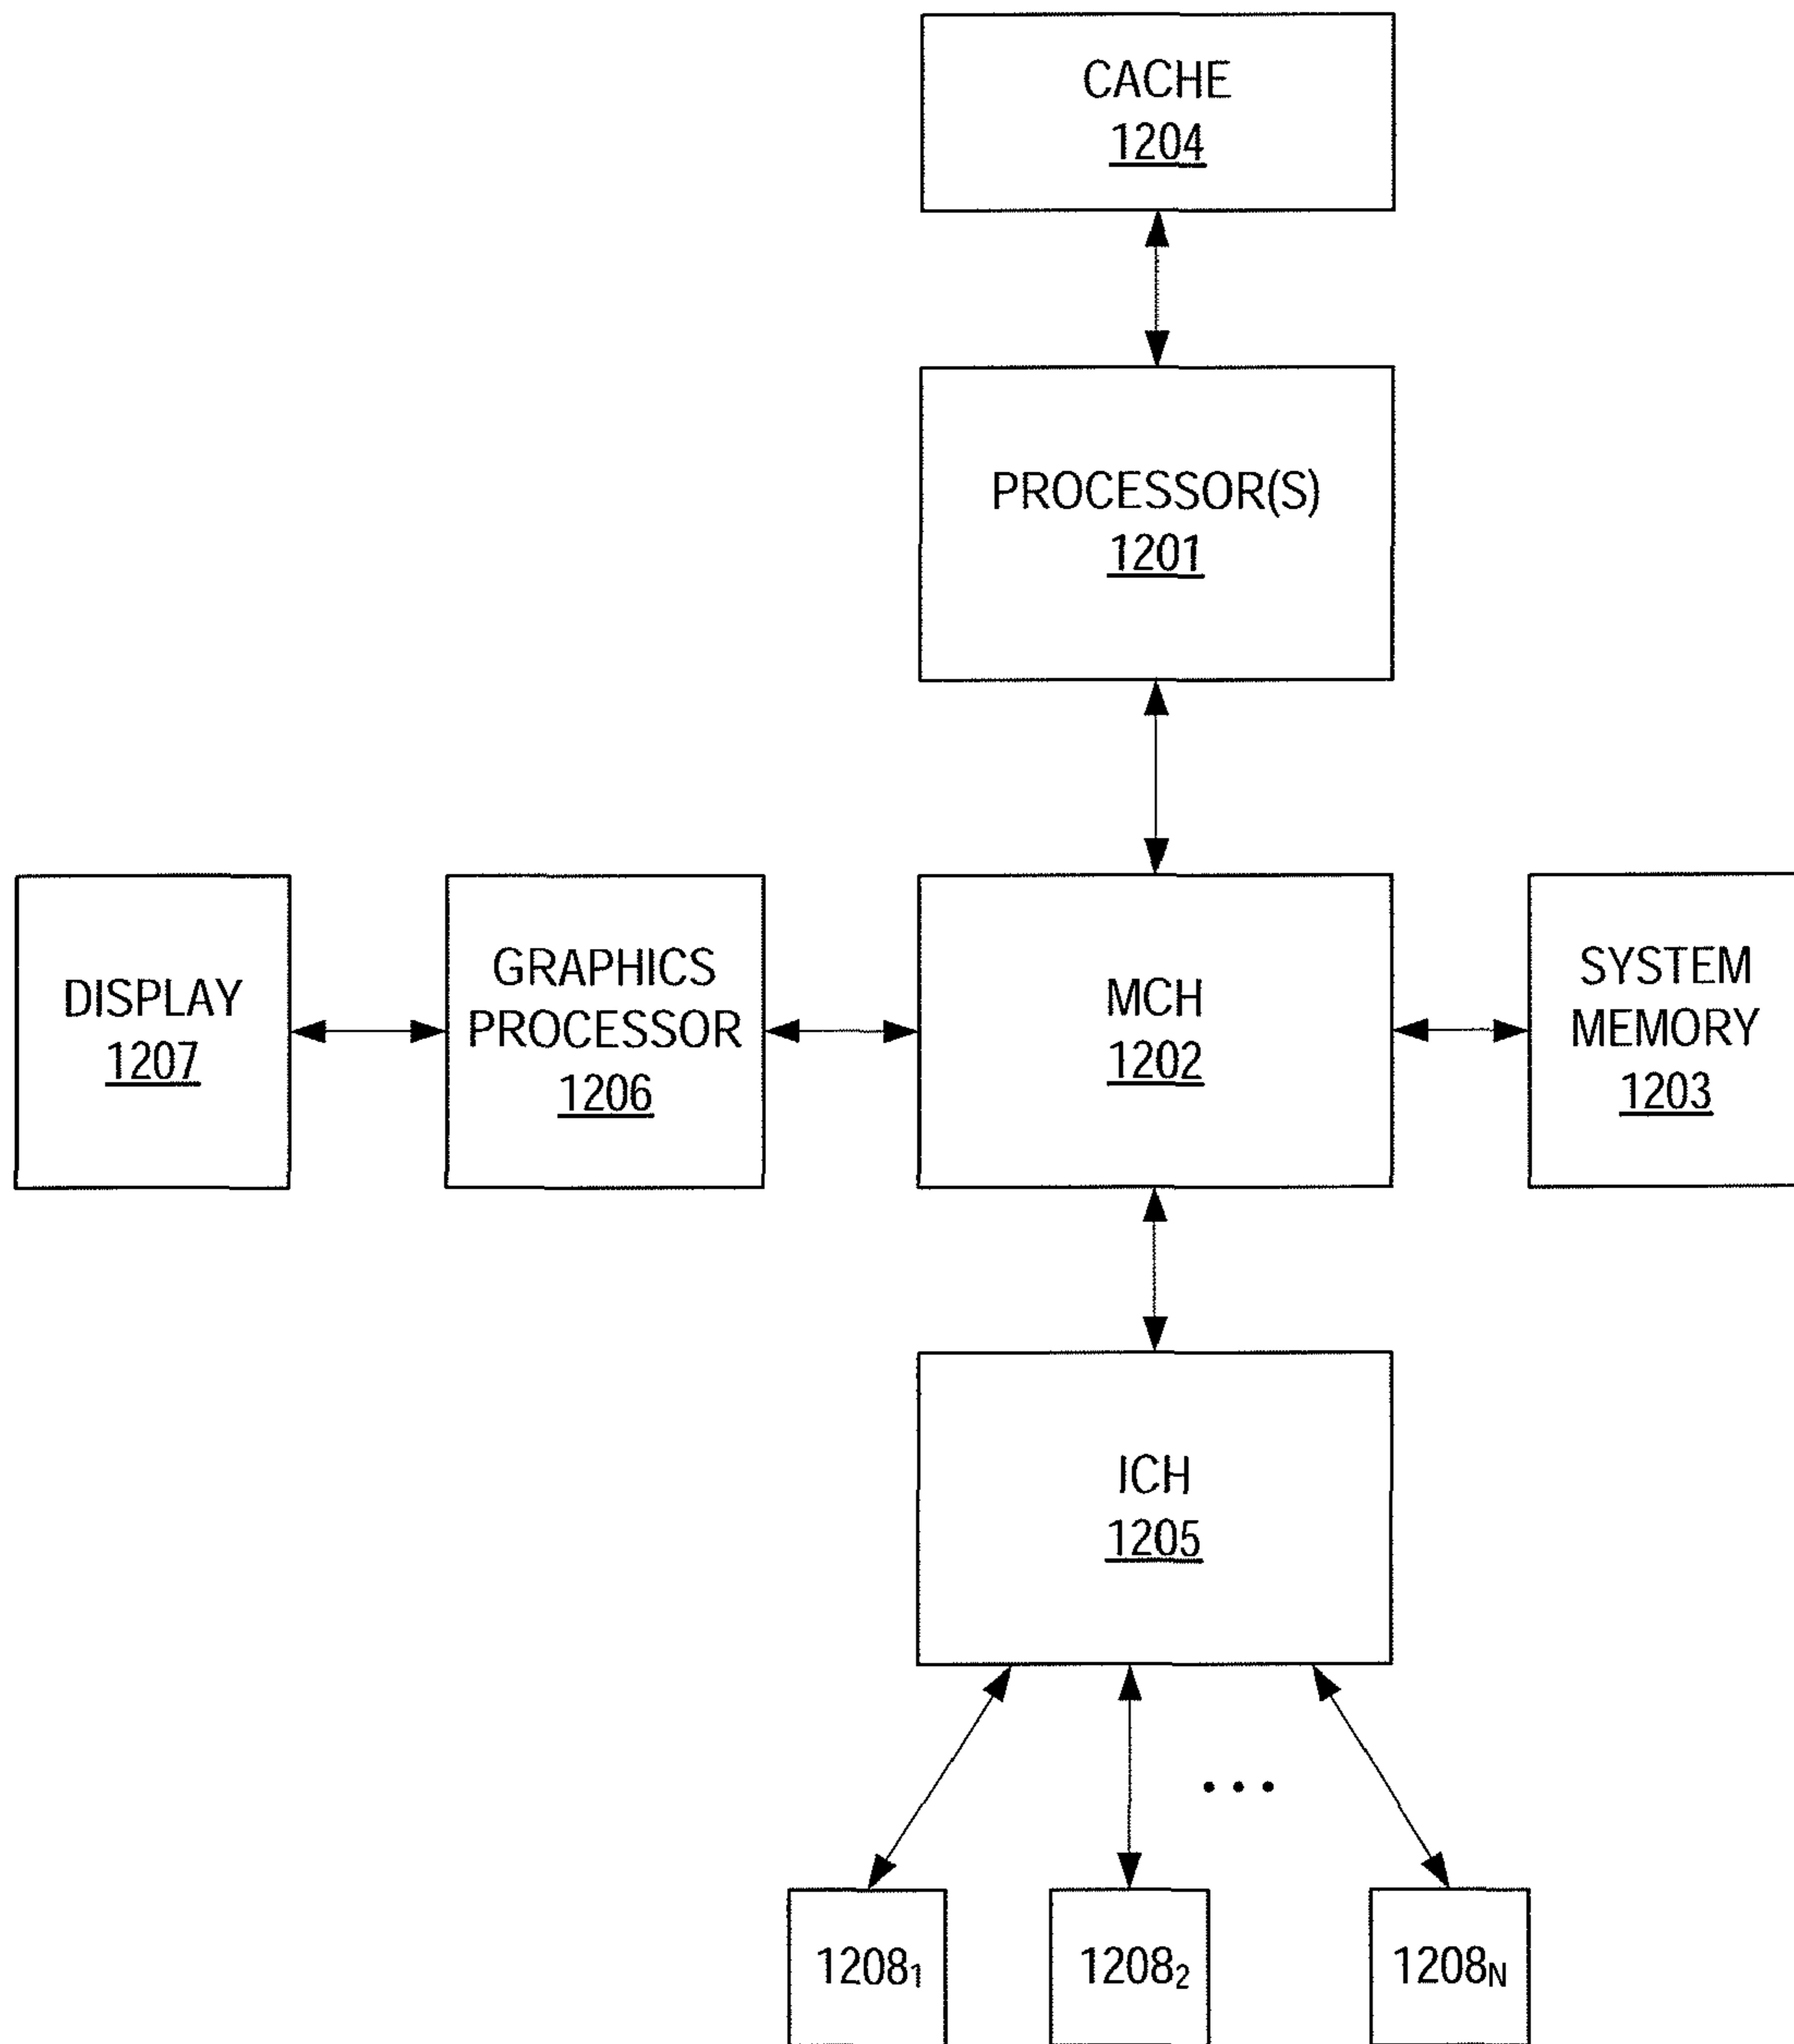 CACHE
1204
PROCESSOR(S)
1201
DISPLAY
1207
GRAPHICS
PROCESSOR
1206
MCH
1202
SYSTEM
MEMORY
1203
ICH
1205
...
1208₁
1208₂
1208N